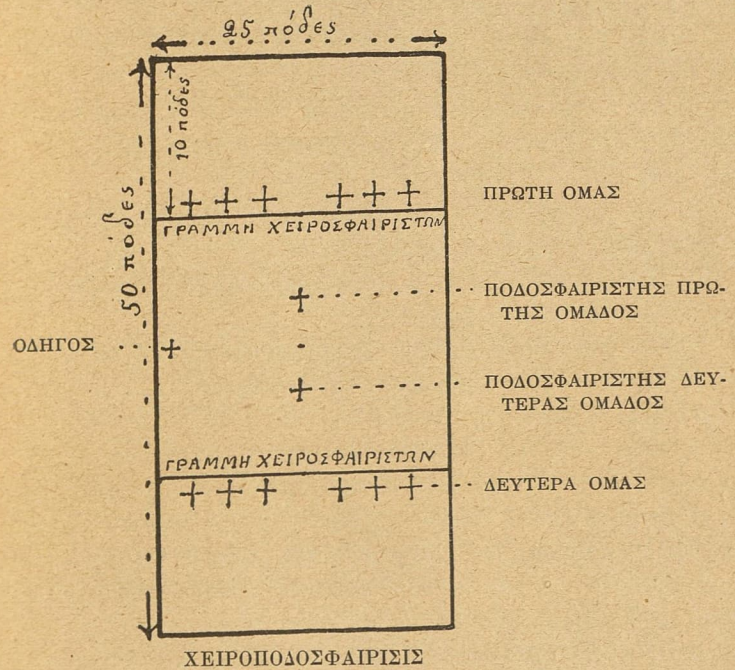 25 πόδες
10 πόδες
50 πόδες
ΠΡΩΤΗ ΟΜΑΣ
ΓΡΑΜΜΗ ΧΕΙΡΟΣΦΑΙΡΙΣΤΩΝ
ΠΟΔΟΣΦΑΙΡΙΣΤΗΣ ΠΡΩ-
ΤΗΣ ΟΜΑΔΟΣ
ΟΔΗΓΟΣ
ΠΟΔΟΣΦΑΙΡΙΣΤΗΣ ΔΕΥ-
ΤΕΡΑΣ ΟΜΑΔΟΣ
ΓΡΑΜΜΗ ΧΕΙΡΟΣΦΑΙΡΙΣΤΩΝ
ΔΕΥΤΕΡΑ ΟΜΑΣ
ΧΕΙΡΟΠΟΔΟΣΦΑΙΡΙΣΙΣ